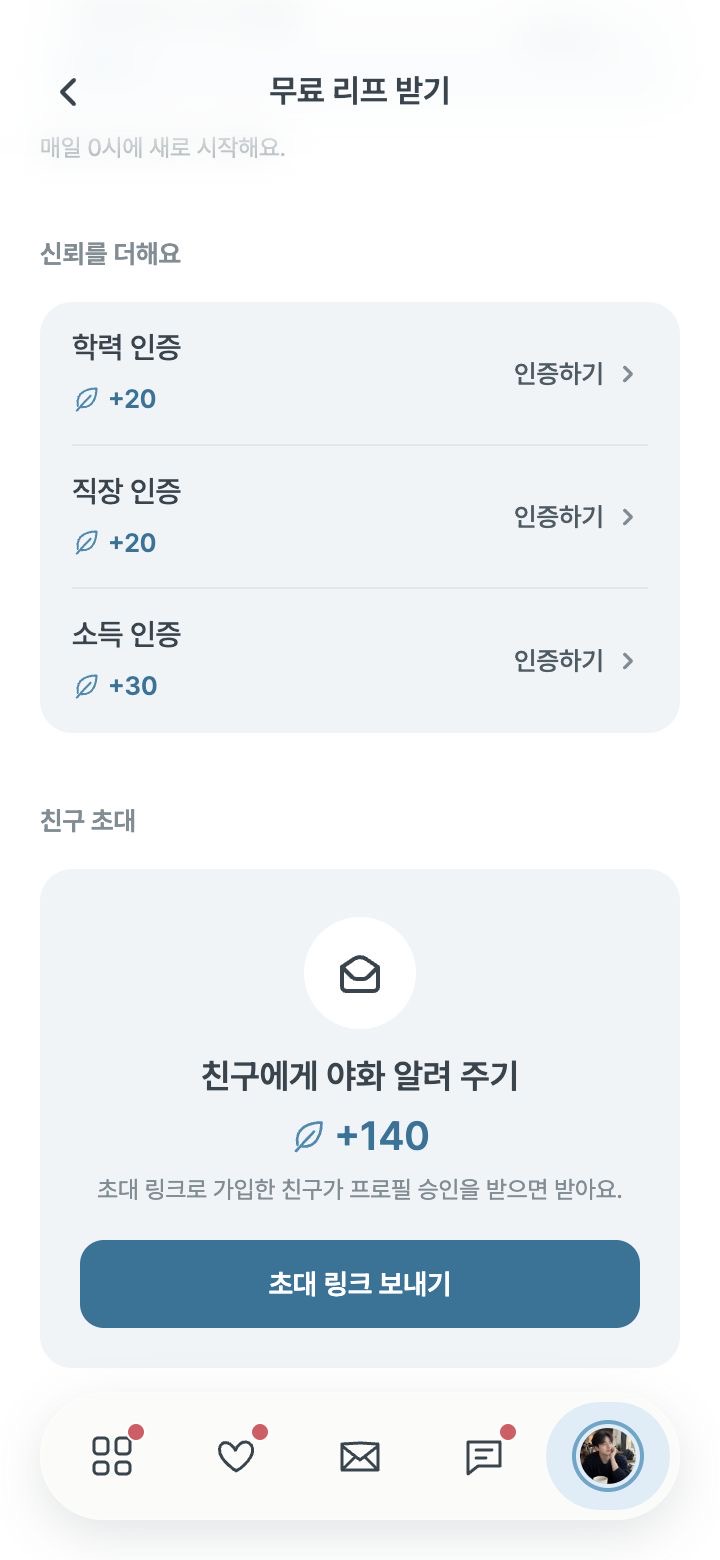 무료 리프 받기
매일 0시에 새로 시작해요.
신뢰를 더해요
학력 인증
+20
인증하기
직장 인증
+20
인증하기
소득 인증
+30
인증하기
친구 초대
친구에게 야화 알려 주기
+140
초대 링크로 가입한 친구가 프로필 승인을 받으면 받아요.
초대 링크 보내기